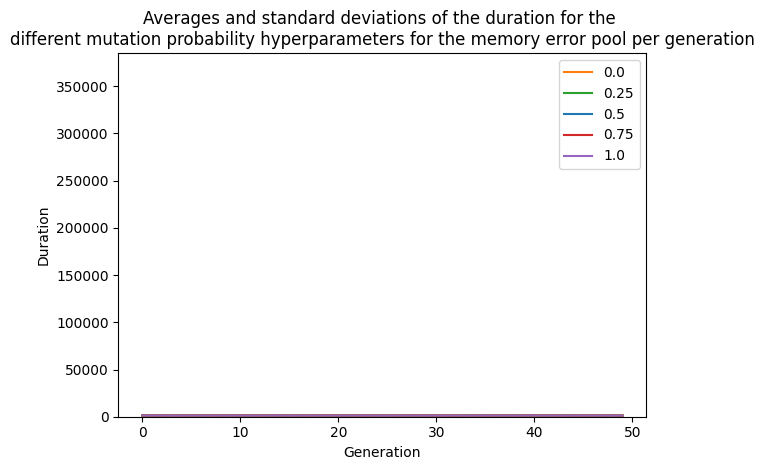 Averages and standard deviations of the duration for the
different mutation probability hyperparameters for the memory error pool per generation
0.0
0.25
0.5
0.75
1.0
350000
300000
250000
200000
150000
100000
50000
0
Duration
0 10 20 30 40 50
Generation